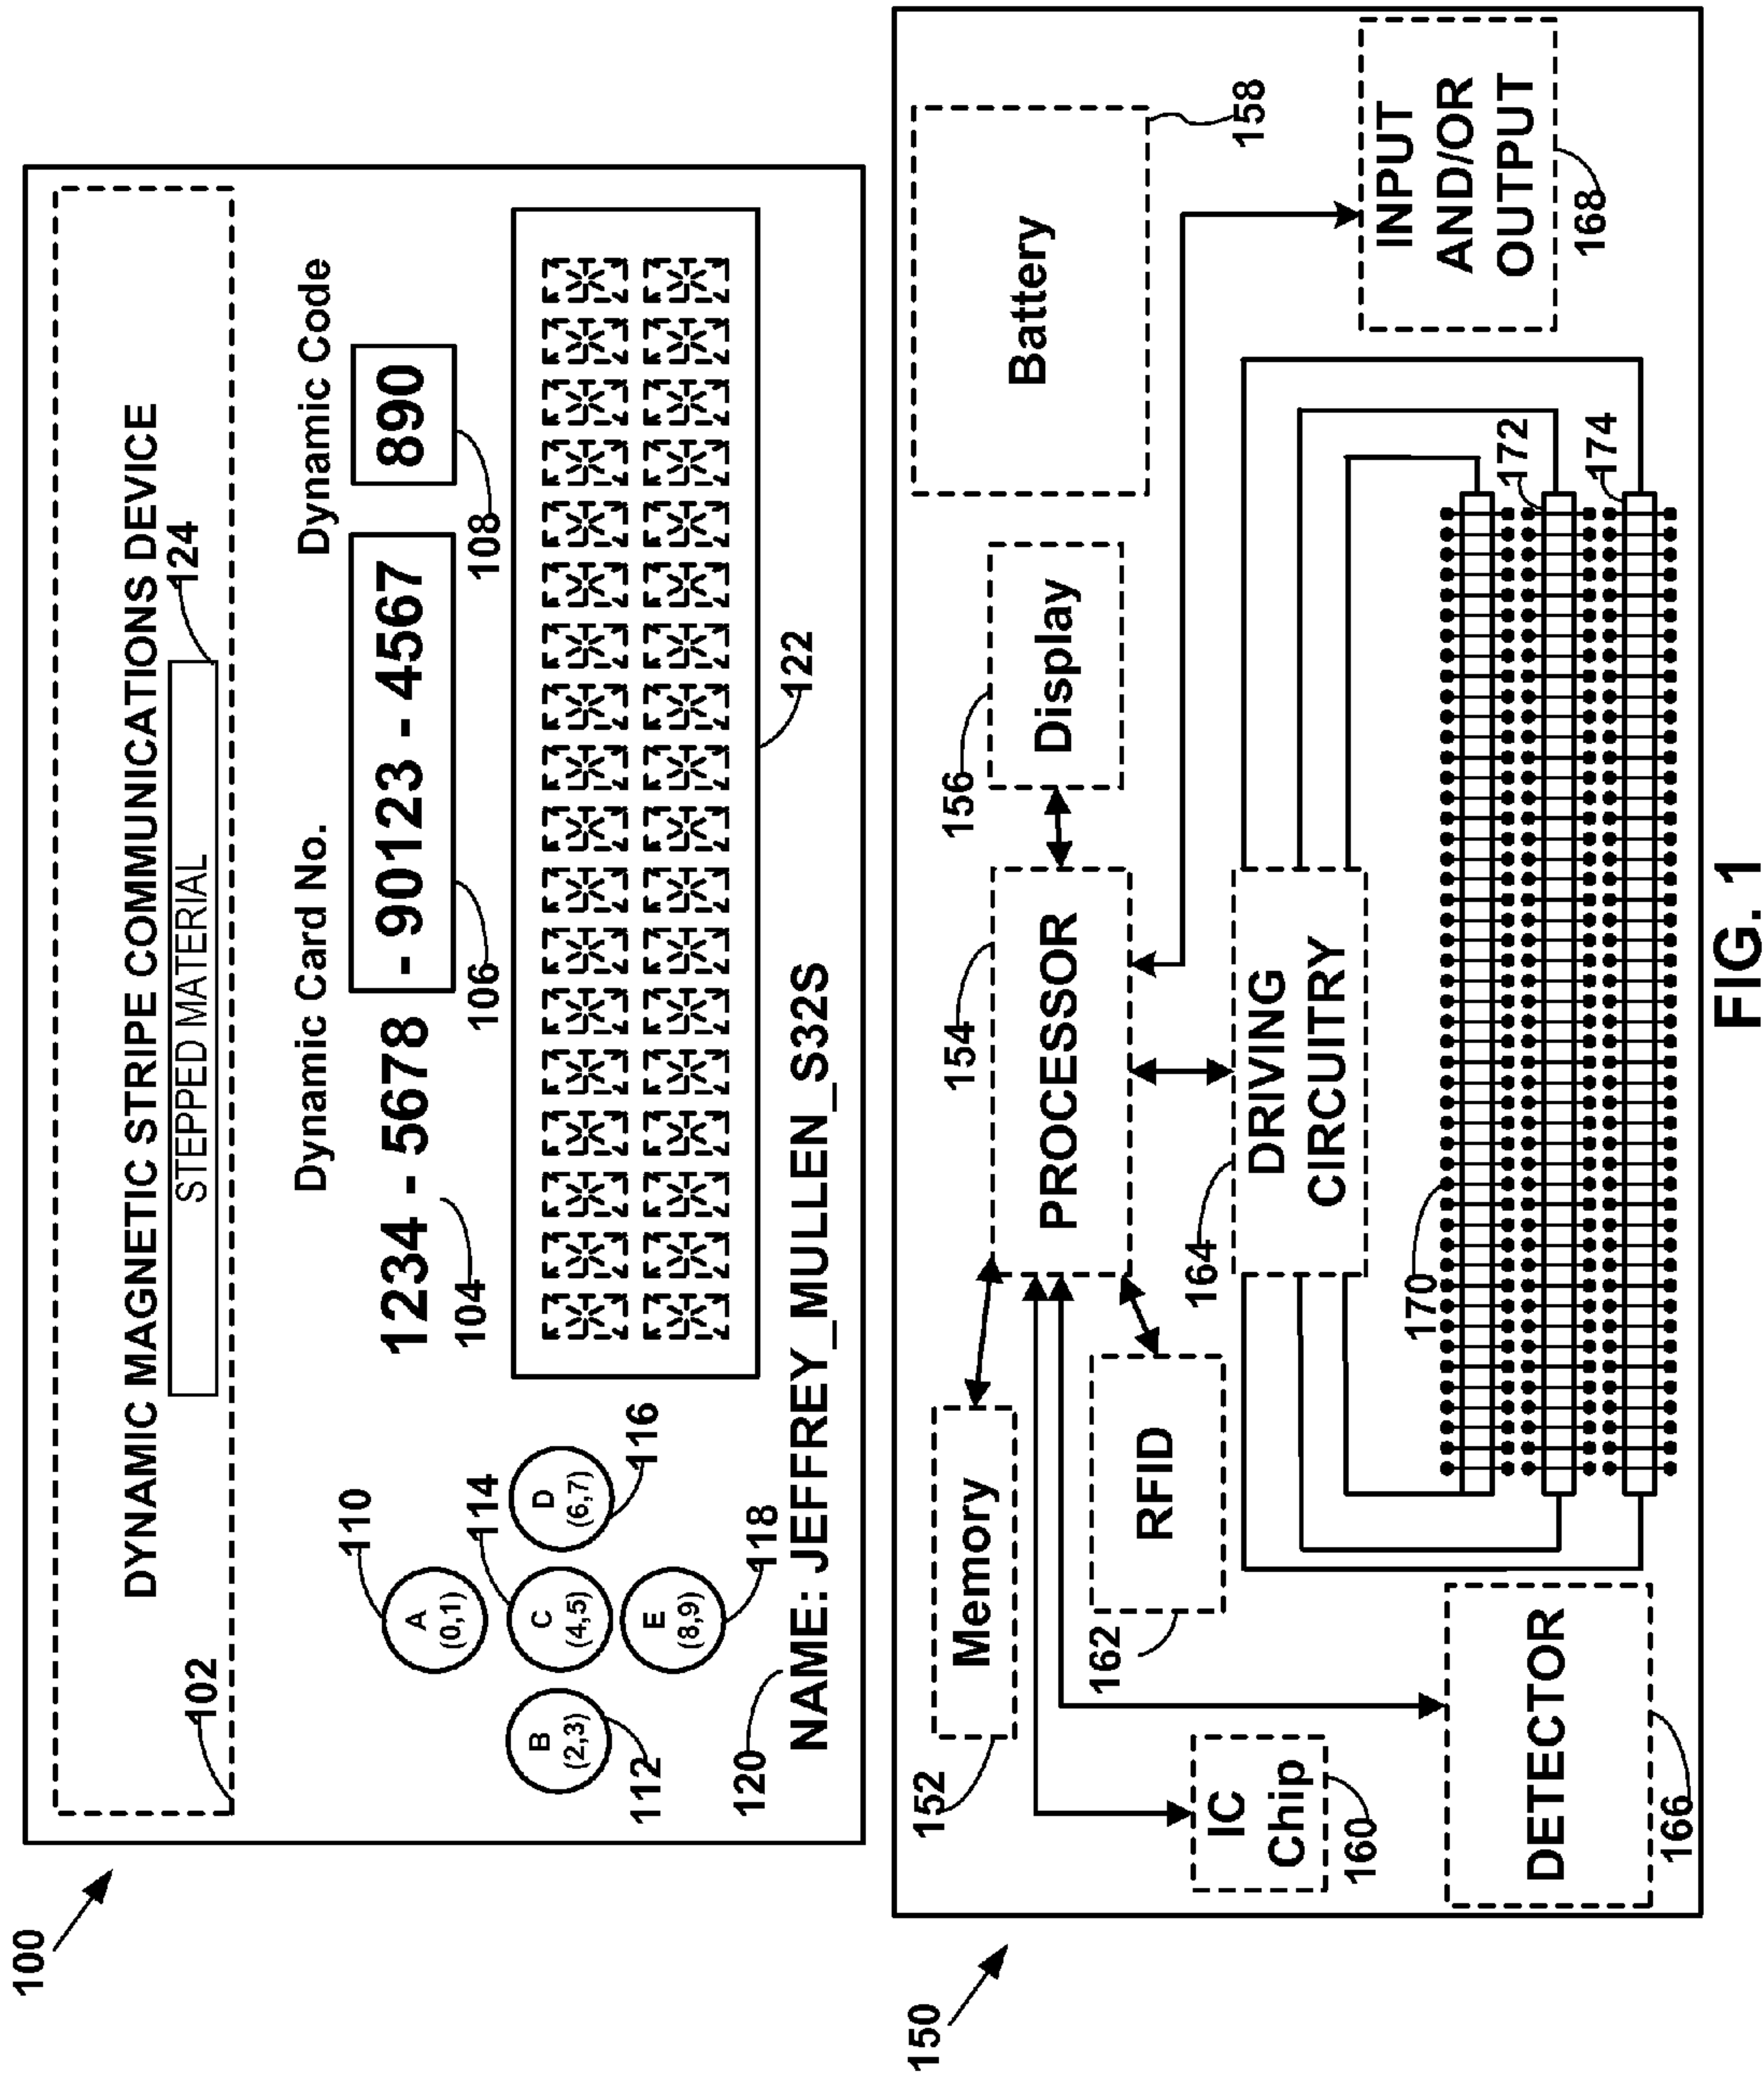 100
102
DYNAMIC MAGNETIC STRIPE COMMUNICATIONS DEVICE
STEPPED MATERIAL
124
110
A
(0,1)
B
(2,3)
112
114
C
(4,5)
D
(6,7)
116
E
(8,9)
118
Dynamic Card No.
Dynamic Code
1234 - 5678 - 90123 - 4567
890
104
106
108
122
120
NAME: JEFFREY_MULLEN_S32S
150
152
Memory
154
PROCESSOR
156
Display
Battery
158
IC
Chip
160
162
RFID
164
DRIVING
CIRCUITRY
INPUT
AND/OR
OUTPUT
168
DETECTOR
166
170
172
174
FIG. 1